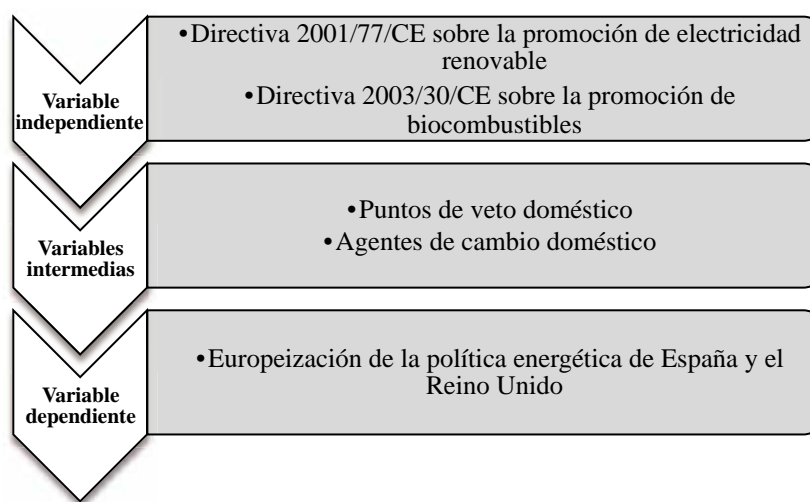 Variable
independiente
•Directiva 2001/77/CE sobre la promoción de electricidad
renovable
•Directiva 2003/30/CE sobre la promoción de
biocombustibles
Variables
intermedias
•Puntos de veto doméstico
•Agentes de cambio doméstico
Variable
dependiente
•Europeización de la política energética de España y el
Reino Unido